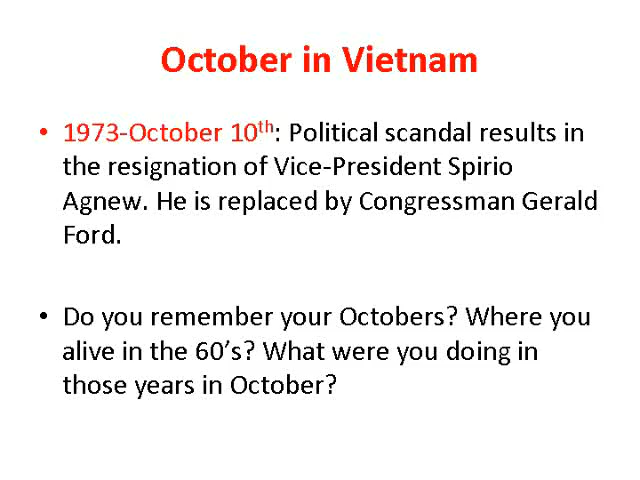 October in Vietnam
• 1973-October 10th: Political scandal results in
the resignation of Vice-President Spirio
Agnew. He is replaced by Congressman Gerald
Ford.
• Do you remember your Octobers? Where you
alive in the 60’s? What were you doing in
those years in October?